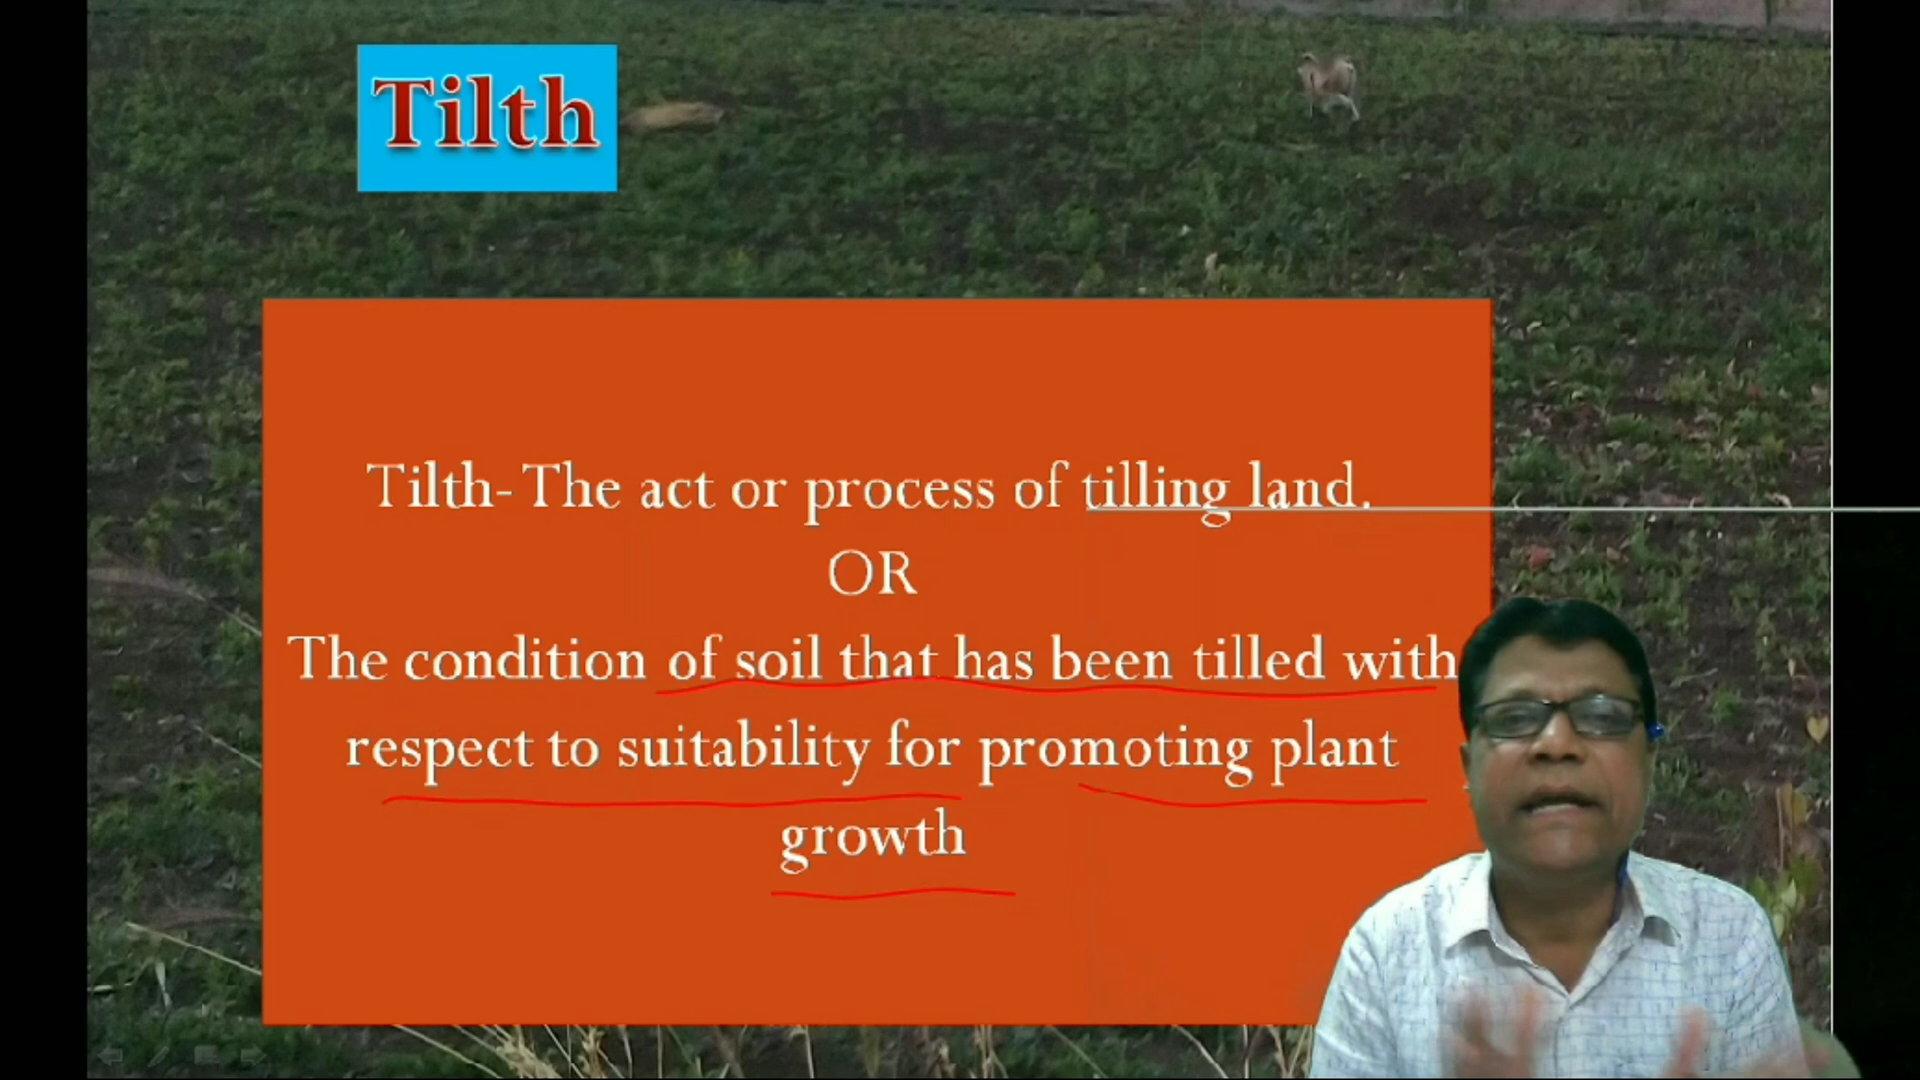 Tilth
Tilth-The act or process of tilling land.
OR
The condition of soil that has been tilled with
respect to suitability for promoting plant
growth